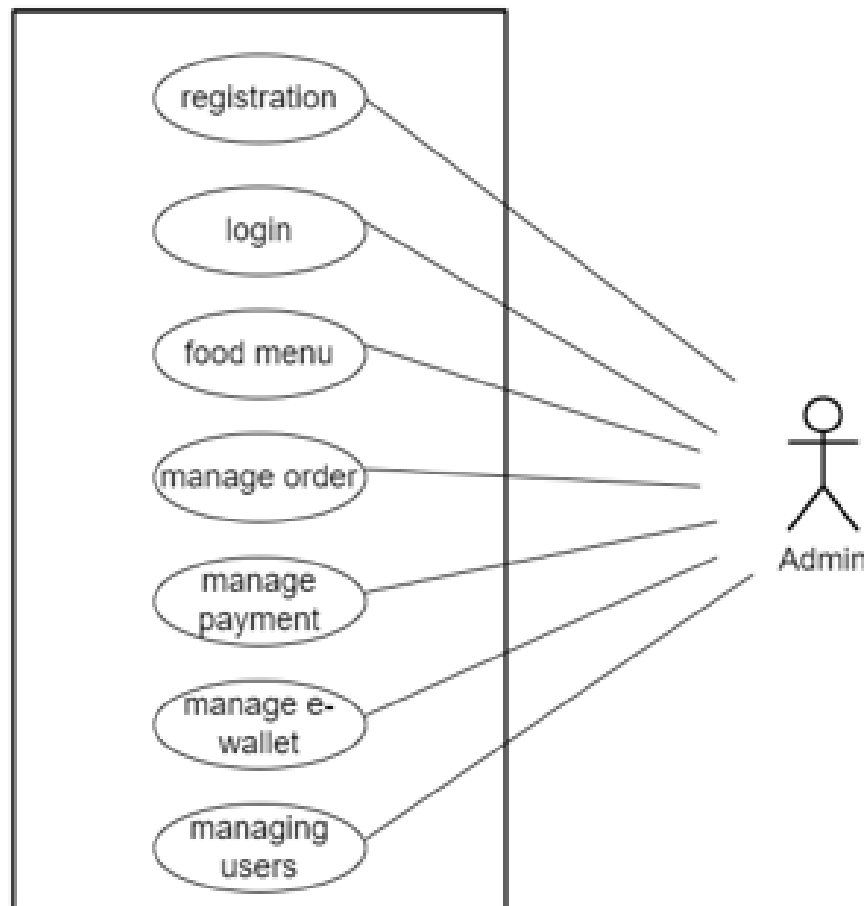 registration
login
food menu
manage order
manage
payment
manage e-
wallet
managing
users
Admin